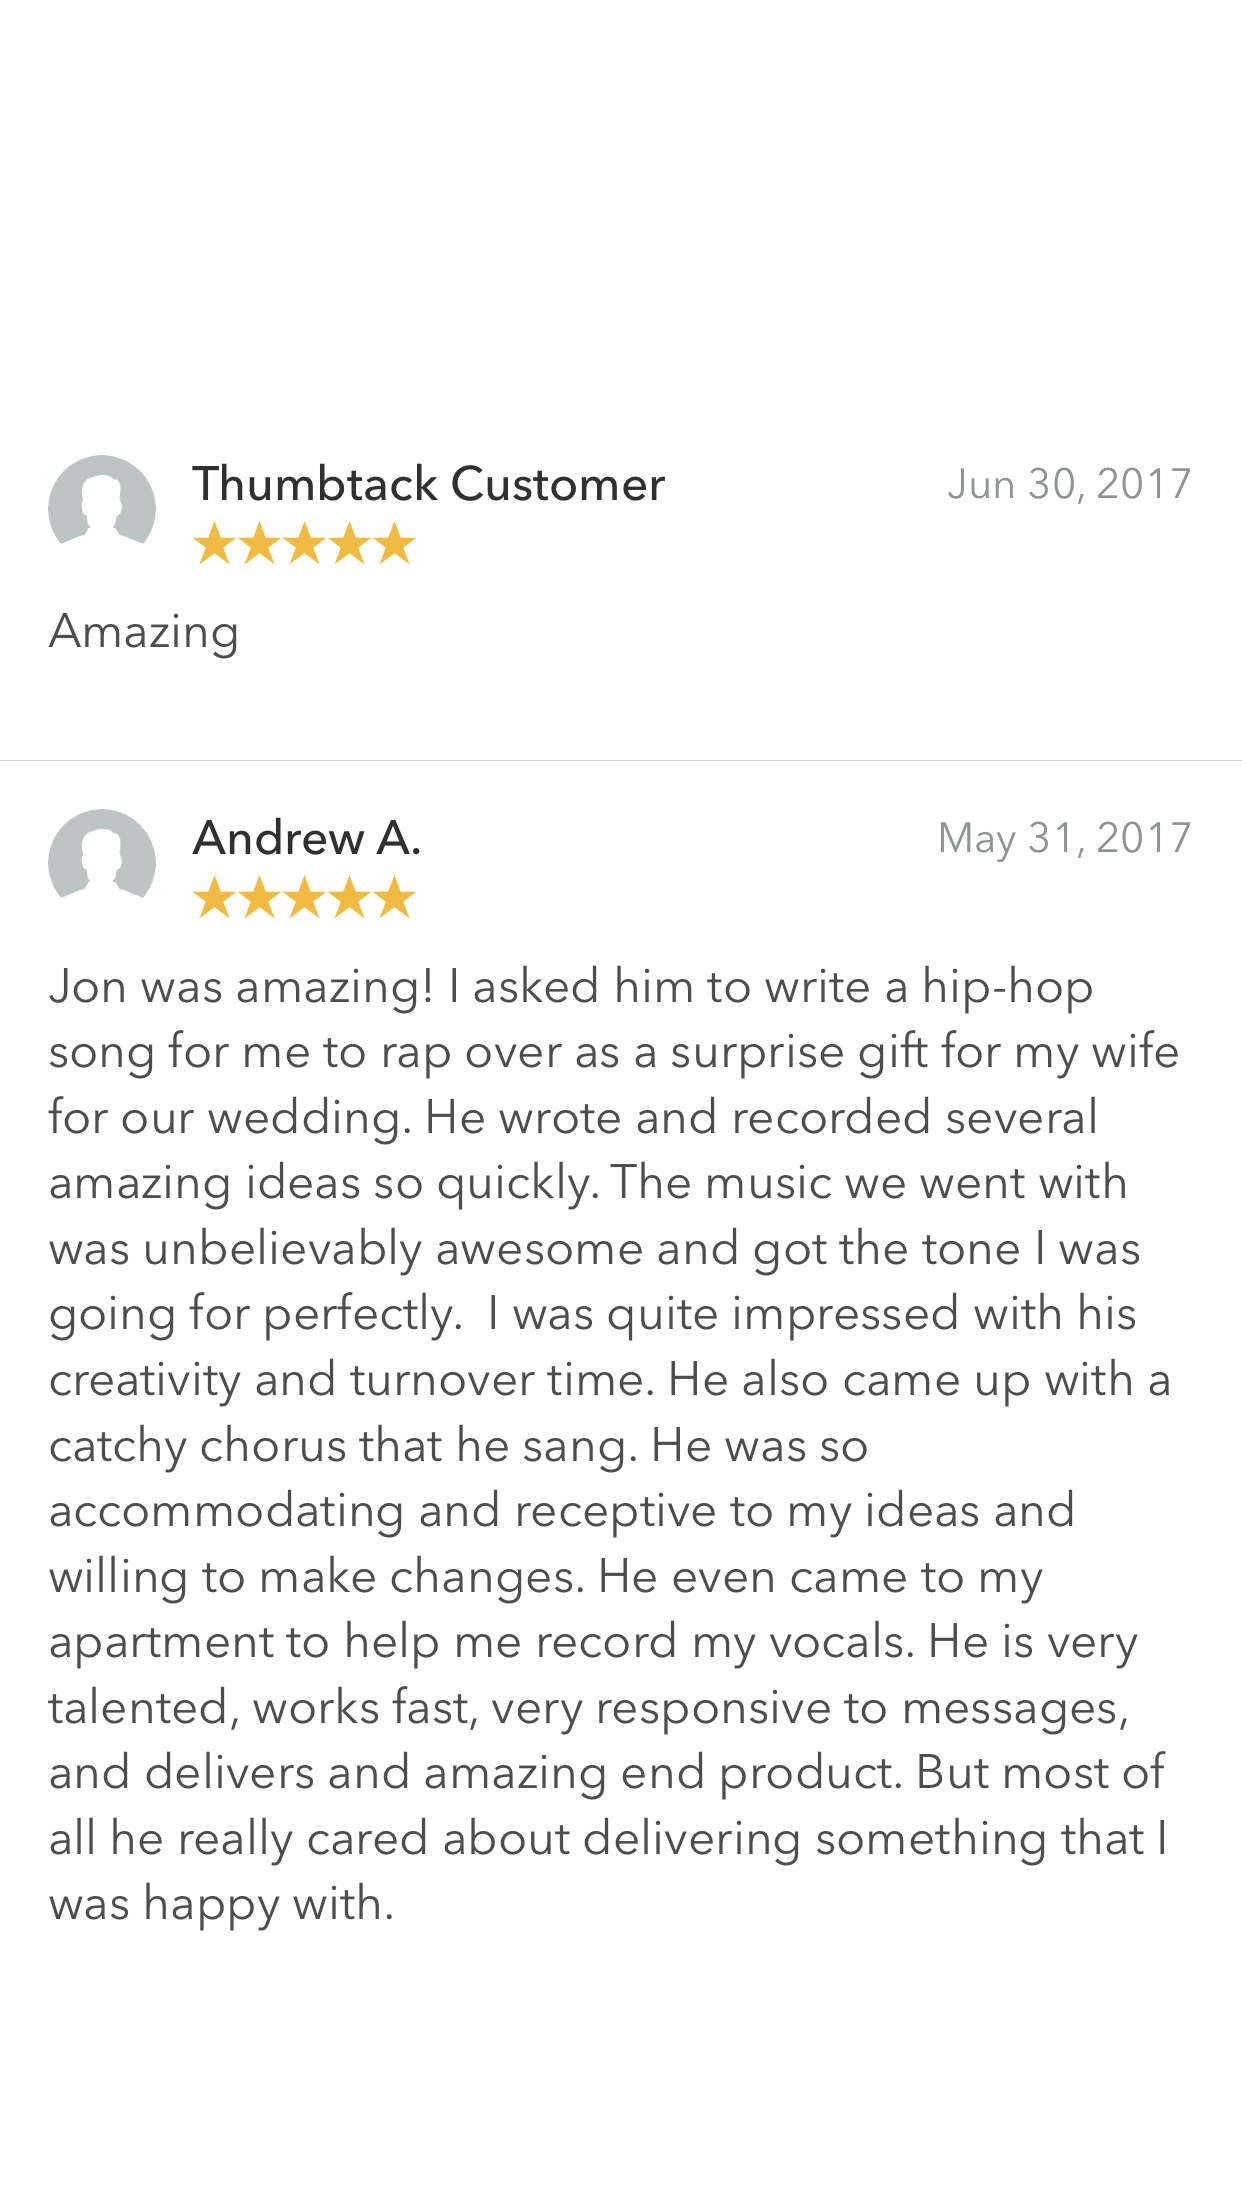 Thumbtack Customer
Jun 30, 2017
Amazing
Andrew A.
May 31, 2017
Jon was amazing! I asked him to write a hip-hop
song for me to rap over as a surprise gift for my wife
for our wedding. He wrote and recorded several
amazing ideas so quickly. The music we went with
was unbelievably awesome and got the tone I was
going for perfectly.  I was quite impressed with his
creativity and turnover time. He also came up with a
catchy chorus that he sang. He was so
accommodating and receptive to my ideas and
willing to make changes. He even came to my
apartment to help me record my vocals. He is very
talented, works fast, very responsive to messages,
and delivers and amazing end product. But most of
all he really cared about delivering something that I
was happy with.